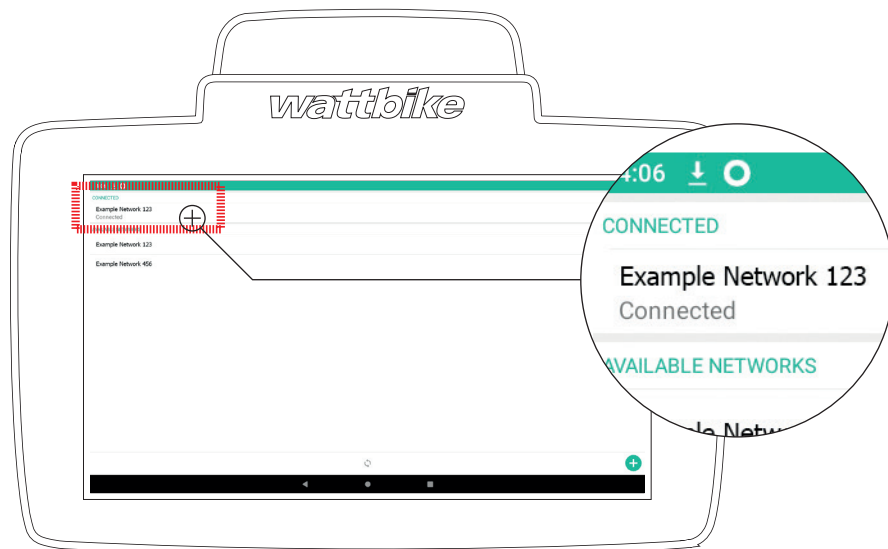 wattbike
CONNECTED
Example Network 123
Connected
Example Network 123
Example Network 456
4:06
CONNECTED
Example Network 123
Connected
AVAILABLE NETWORKS